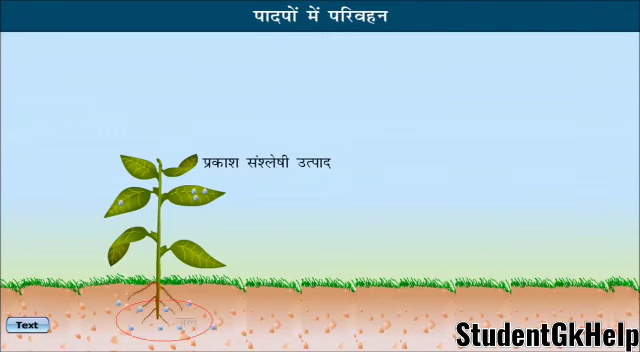 पादपों में परिवहन
प्रकाश संश्लेषी उत्पाद
Text
StudentGkHelp